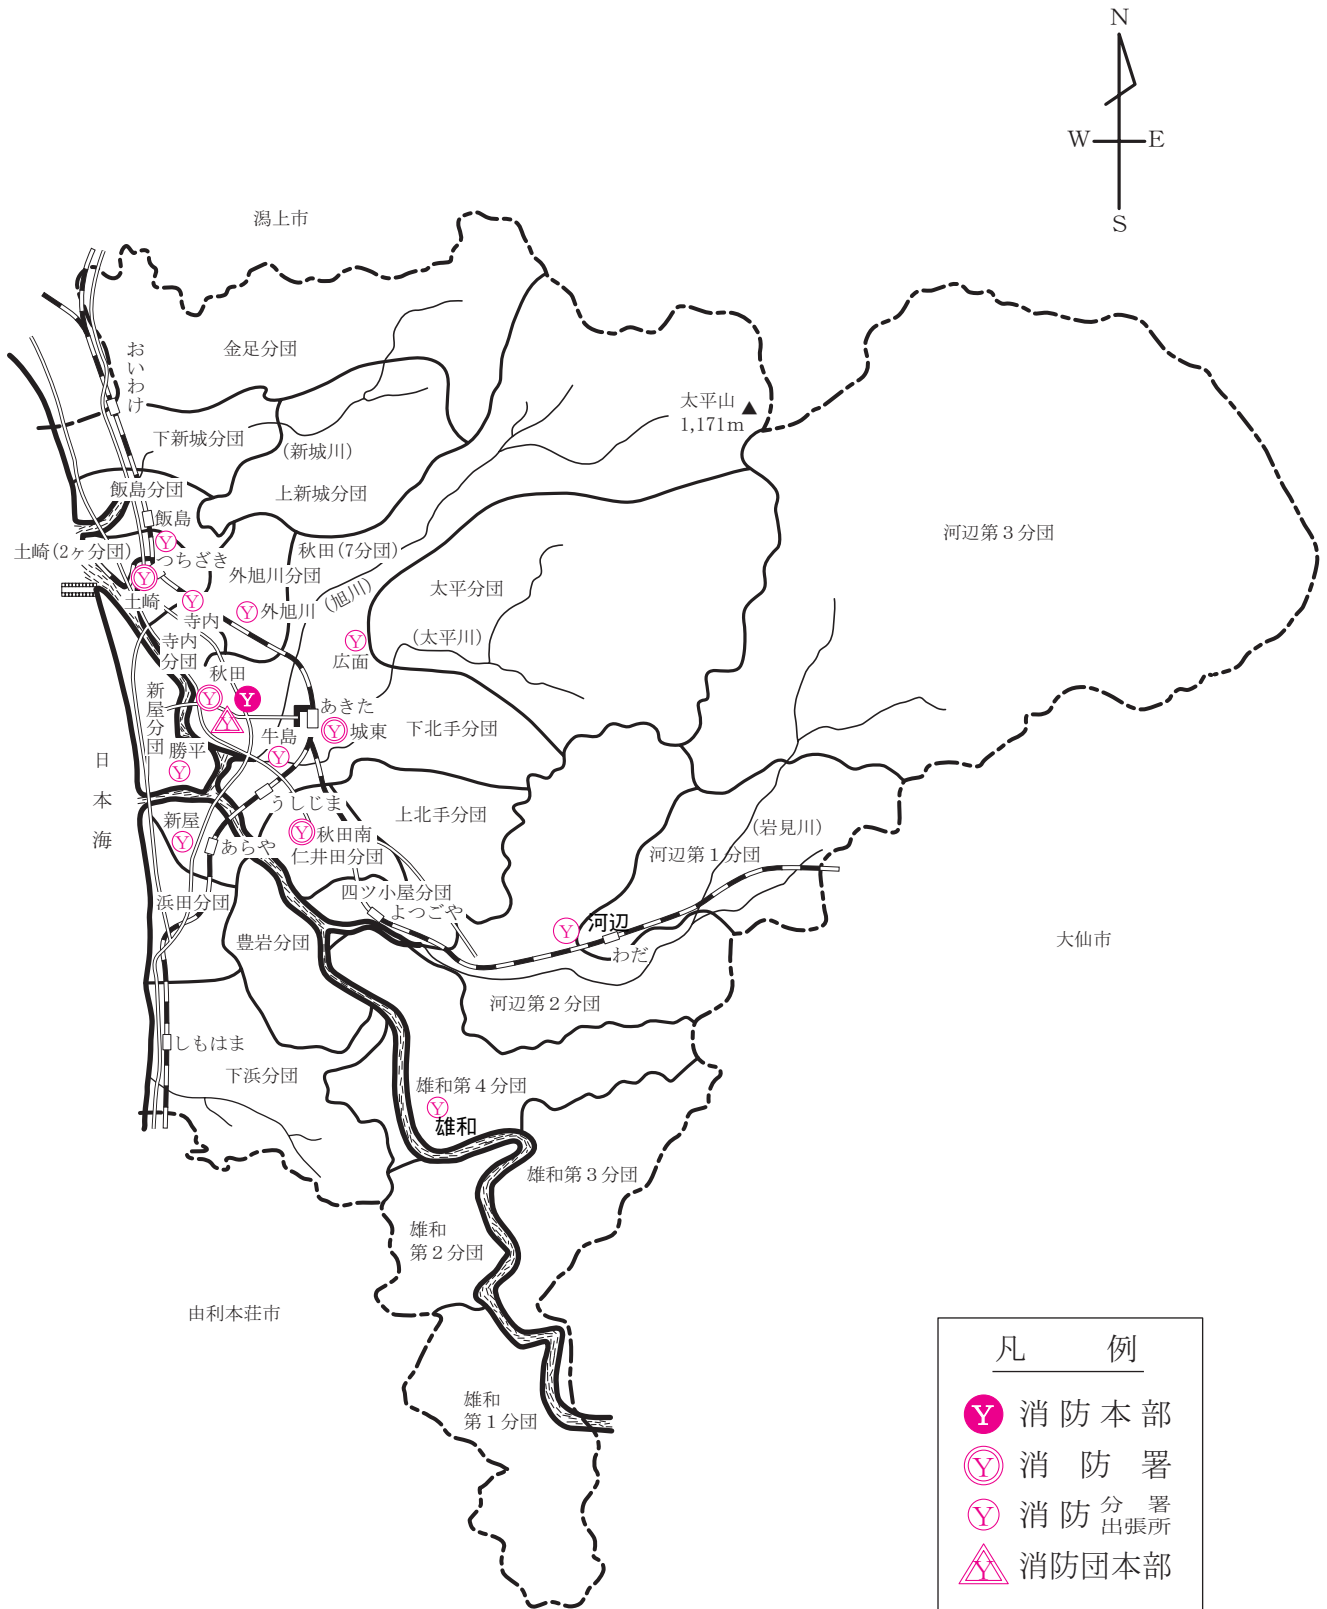 N
W E
S
潟上市
金足分団
おいわけ
太平山
1,171m
下新城分団
(新城川)
飯島分団
上新城分団
飯島
土崎(2ヶ分団)
つちざき
秋田(7分団)
河辺第3分団
外旭川分団
太平分団
土崎
外旭川
(旭川)
寺内
寺内
分団
広面
(太平川)
秋田
新屋分団
あきた
城東
下北手分団
牛島
勝平
日本海
うしじま
上北手分団
新屋
あらや
秋田南
仁井田分団
(岩見川)
河辺第1分団
四ツ小屋分団
よつごや
浜田分団
豊岩分団
河辺
わだ
大仙市
河辺第2分団
しもはま
下浜分団
雄和第4分団
雄和
雄和第3分団
雄和
第2分団
由利本荘市
雄和
第1分団
凡 例
Y 消防本部
Y 消防署
Y 消防 分署
出張所
Y 消防団本部